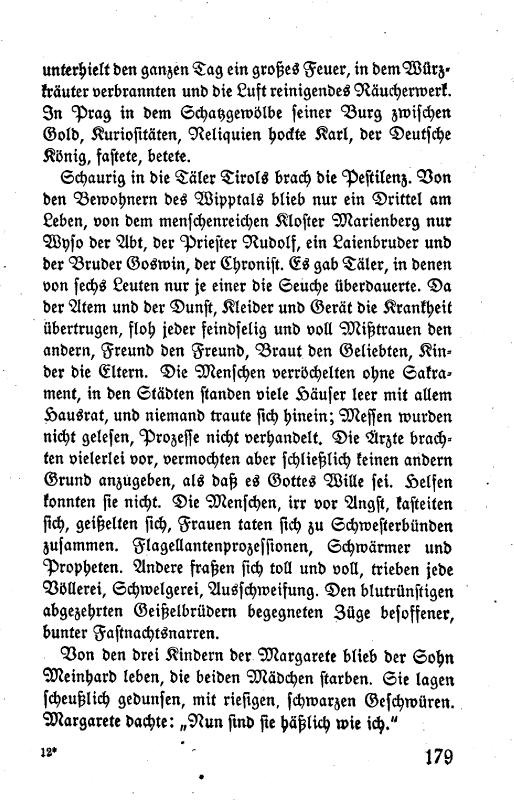 unterhielt den ganzen Tag ein großes Feuer, in dem Würz-
kräuter verbrannten und die Luft reinigendes Räucherwerk.
In Prag in dem Schatzgewölbe seiner Burg zwischen
Gold, Kuriositäten, Reliquien hockte Karl, der Deutsche
König, fastete, betete.
Schaurig in die Täler Tirols brach die Pestilenz. Von
den Bewohnern des Wipptals blieb nur ein Drittel am
Leben, von dem menschenreichen Kloster Marienberg nur
Wyso der Abt, der Priester Rudolf, ein Laienbruder und
der Bruder Goswin, der Chronist. Es gab Täler, in denen
von sechs Leuten nur je einer die Seuche überdauerte. Da
der Atem und der Dunst, Kleider und Gerät die Krankheit
übertrugen, floh jeder feindselig und voll Mißtrauen den
andern, Freund den Freund, Braut den Geliebten, Kin-
der die Eltern. Die Menschen verröchelten ohne Sakra-
ment, in den Städten standen viele Häuser leer mit allem
Hausrat, und niemand traute sich hinein; Messen wurden
nicht gelesen, Prozesse nicht verhandelt. Die Ärzte brach-
ten vielerlei vor, vermochten aber schließlich keinen andern
Grund anzugeben, als daß es Gottes Wille sei. Helfen
konnten sie nicht. Die Menschen, irr vor Angst, kasteiten
sich, geißelten sich, Frauen taten sich zu Schwesterbünden
zusammen. Flagellantenprozessionen, Schwärmer und
Propheten. Andere fraßen sich toll und voll, trieben jede
Völlerei, Schwelgerei, Ausschweifung. Den blutrünstigen
abgezehrten Geißelbrüdern begegneten Züge besoffener,
bunter Fastnachtsnarren.
Von den drei Kindern der Margarete blieb der Sohn
Meinhard leben, die beiden Mädchen starben. Sie lagen
scheußlich gedunsen, mit riesigen, schwarzen Geschwüren.
Margarete dachte: „Nun sind sie häßlich wie ich.“
12*
179